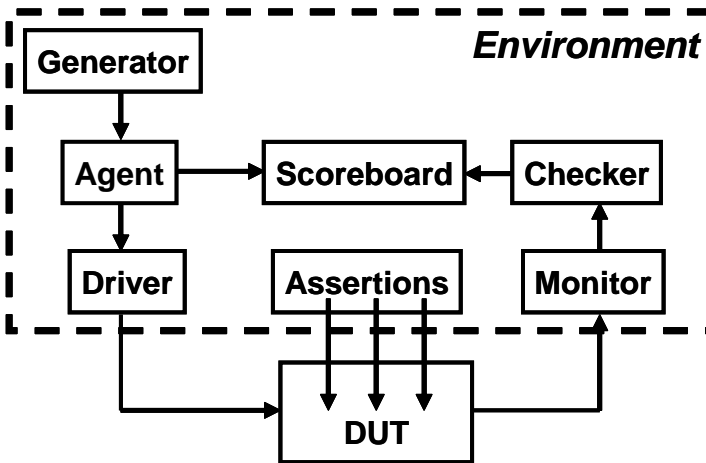 Environment
Generator
Agent
Scoreboard
Checker
Driver
Assertions
Monitor
DUT